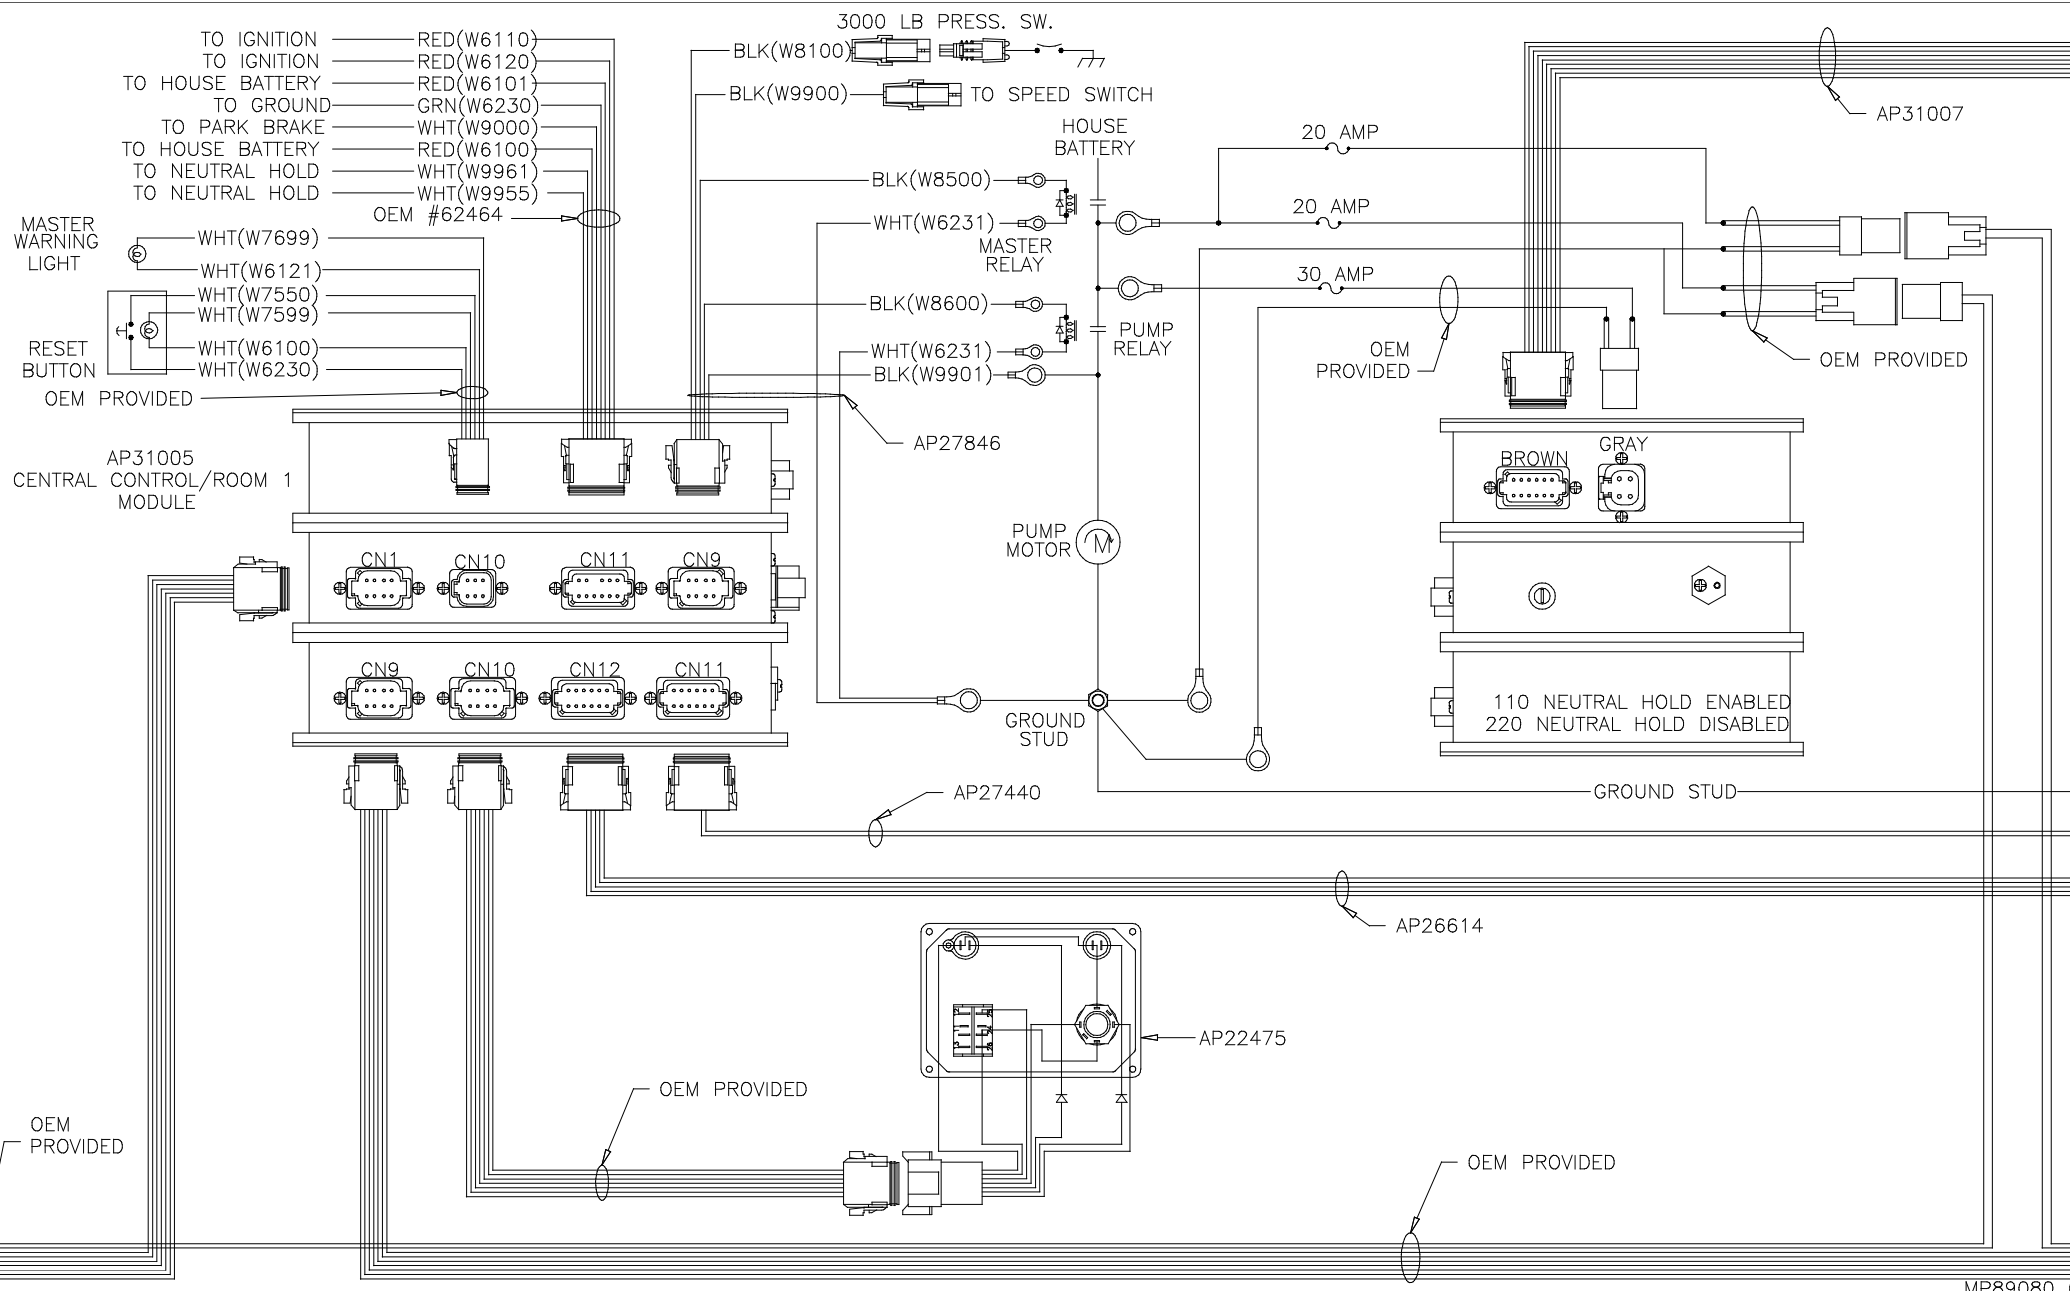 3000 LB PRESS. SW.
TO IGNITION RED(W6110)
TO IGNITION RED(W6120)
TO HOUSE BATTERY RED(W6101)
TO GROUND GRN(W6230)
TO PARK BRAKE WHT(W9000)
TO HOUSE BATTERY RED(W6100)
TO NEUTRAL HOLD WHT(W9961)
TO NEUTRAL HOLD WHT(W9955)
OEM #62464
BLK(W8100)
BLK(W9900) TO SPEED SWITCH
HOUSE
BATTERY
20 AMP
AP31007
BLK(W8500)
WHT(W6231)
MASTER
RELAY
20 AMP
30 AMP
MASTER
WARNING
LIGHT
WHT(W7699)
WHT(W6121)
WHT(W7550)
WHT(W7599)
RESET
BUTTON
WHT(W6100)
WHT(W6230)
OEM PROVIDED
BLK(W8600)
PUMP
RELAY
WHT(W6231)
BLK(W9901)
OEM
PROVIDED
OEM PROVIDED
AP27846
AP31005
CENTRAL CONTROL/ROOM 1
MODULE
GRAY
BROWN
PUMP
MOTOR
M
CN1
CN10
CN11
CN9
CN9
CN10
CN12
CN11
GROUND
STUD
110 NEUTRAL HOLD ENABLED
220 NEUTRAL HOLD DISABLED
AP27440
GROUND STUD
AP26614
AP22475
OEM PROVIDED
OEM
PROVIDED
OEM PROVIDED
MP89080